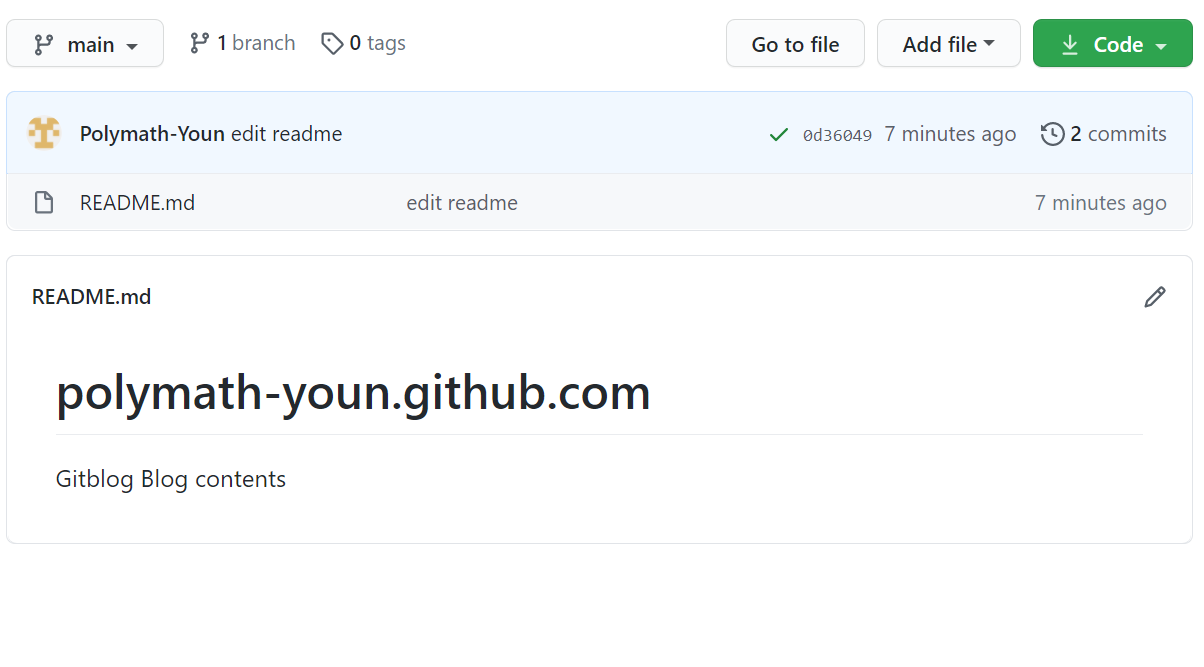 main 1 branch 0 tags Go to file Add file Code
Polymath-Youn edit readme 0d36049 7 minutes ago 2 commits
README.md edit readme 7 minutes ago
README.md
polymath-youn.github.com
Gitblog Blog contents